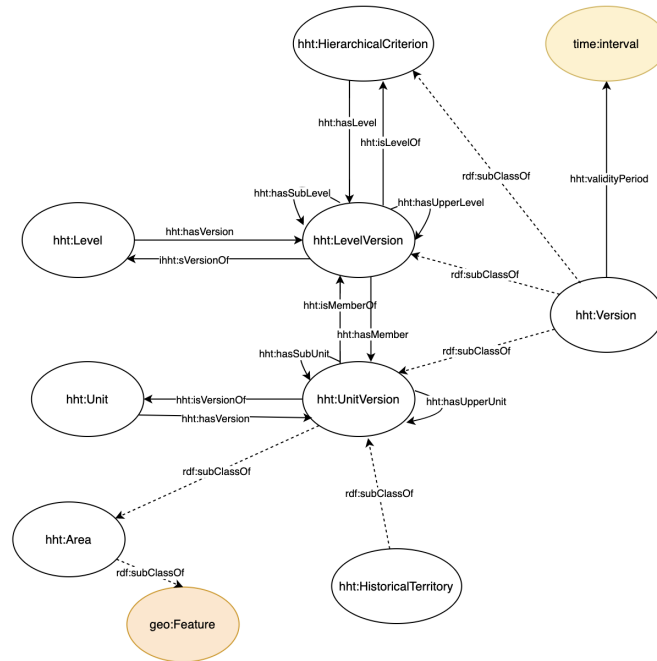 hht:HierarchicalCriterion
time:interval
hht:hasLevel
hht:isLevelOf
rdf:subClassOf
hht:validityPeriod
hht:hasSubLevel
hht:hasUpperLevel
hht:Level
hht:hasVersion
hht:LevelVersion
ihht:sVersionOf
rdf:subClassOf
hht:isMemberOf
hht:Version
hht:hasMember
hht:hasSubUnit
rdf:subClassOf
hht:Unit
hht:isVersionOf
hht:UnitVersion
hht:hasUpperUnit
hht:hasVersion
rdf:subClassOf
rdf:subClassOf
hht:Area
rdf:subClassOf
hht:HistoricalTerritory
geo:Feature